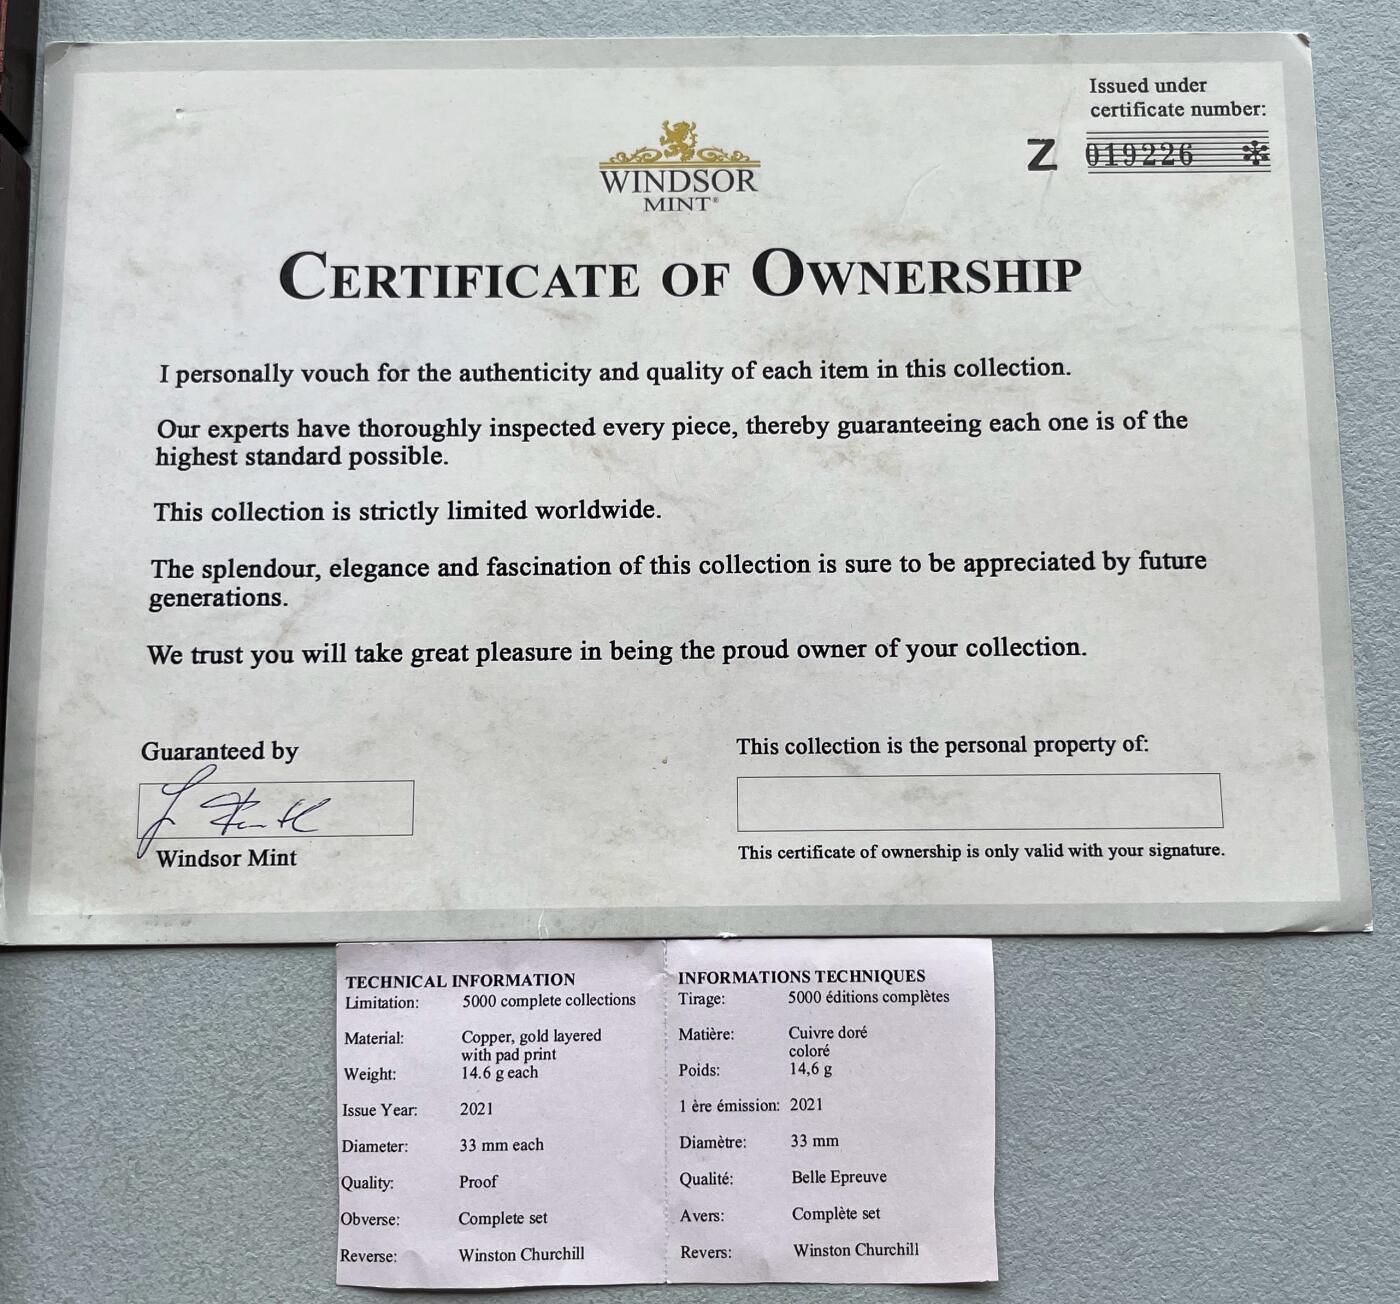 Issued under
certificate number:
Z 019226 *
WINDSOR
MINT®
CERTIFICATE OF OWNERSHIP
I personally vouch for the authenticity and quality of each item in this collection.
Our experts have thoroughly inspected every piece, thereby guaranteeing each one is of the
highest standard possible.
This collection is strictly limited worldwide.
The splendour, elegance and fascination of this collection is sure to be appreciated by future
generations.
We trust you will take great pleasure in being the proud owner of your collection.
Guaranteed by
Windsor Mint
This collection is the personal property of:
This certificate of ownership is only valid with your signature.
TECHNICAL INFORMATION
Limitation: 5000 complete collections
Material: Copper, gold layered
with pad print
Weight: 14.6 g each
Issue Year: 2021
Diameter: 33 mm each
Quality: Proof
Obverse: Complete set
Reverse: Winston Churchill
INFORMATIONS TECHNIQUES
Tirage: 5000 éditions complètes
Matière: Cuivre doré
coloré
Poids: 14,6 g
1 ère émission: 2021
Diamètre: 33 mm
Qualité: Belle Epreuve
Avers: Complète set
Revers: Winston Churchill